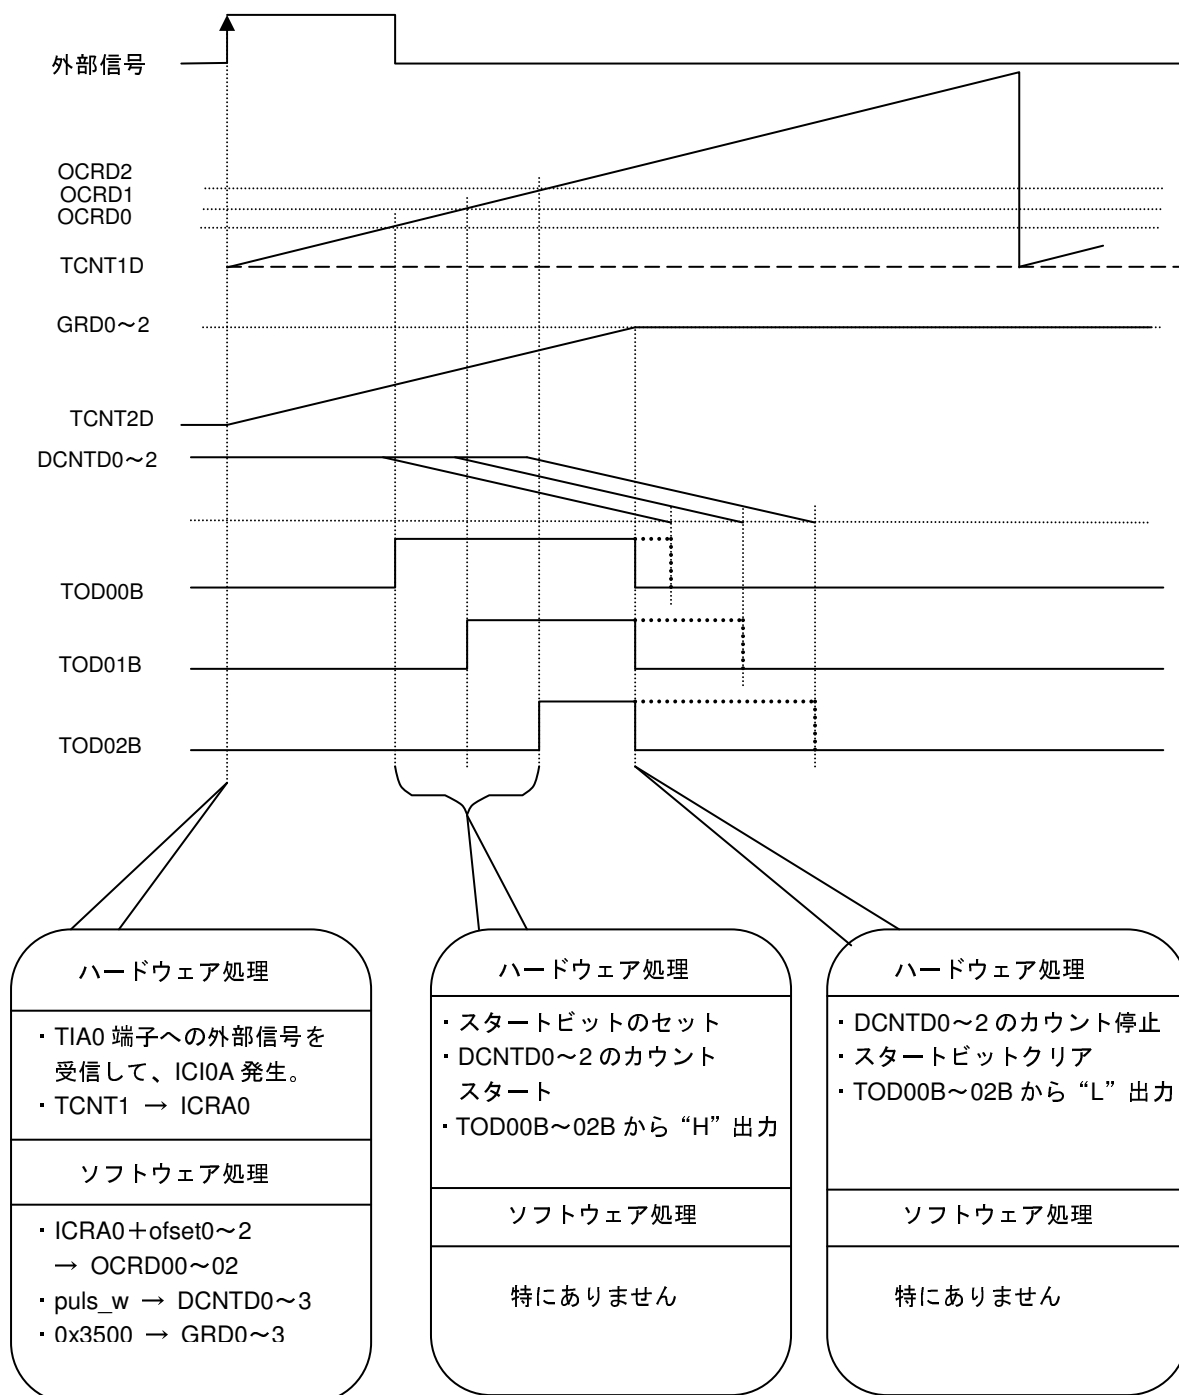 外部信号
OCRD2
OCRD1
OCRD0
TCNT1D
GRD0～2
TCNT2D
DCNTD0～2
TOD00B
TOD01B
TOD02B
ハードウェア処理
・TIA0 端子への外部信号を
受信して、ICI0A 発生。
・TCNT1 → ICRA0
ソフトウェア処理
・ICRA0＋ofset0～2
→ OCRD00～02
・puls_w → DCNTD0～3
・0x3500 → GRD0～3
ハードウェア処理
・スタートビットのセット
・DCNTD0～2 のカウント
スタート
・TOD00B～02B から “H” 出力
ソフトウェア処理
特にありません
ハードウェア処理
・DCNTD0～2 のカウント停止
・スタートビットクリア
・TOD00B～02B から “L” 出力
ソフトウェア処理
特にありません